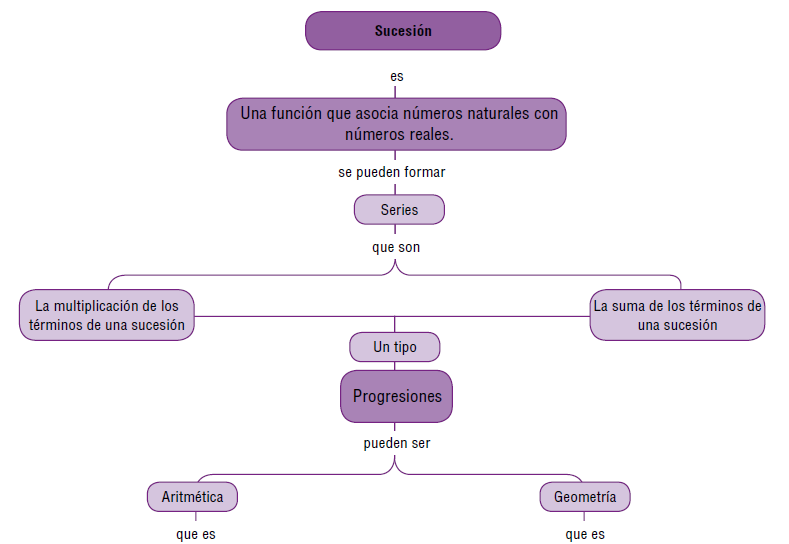 Sucesión
es
Una función que asocia números naturales con
números reales.
se pueden formar
Series
que son
La multiplicación de los
términos de una sucesión
La suma de los términos de
una sucesión
Un tipo
Progresiones
pueden ser
Aritmética
Geometría
que es
que es